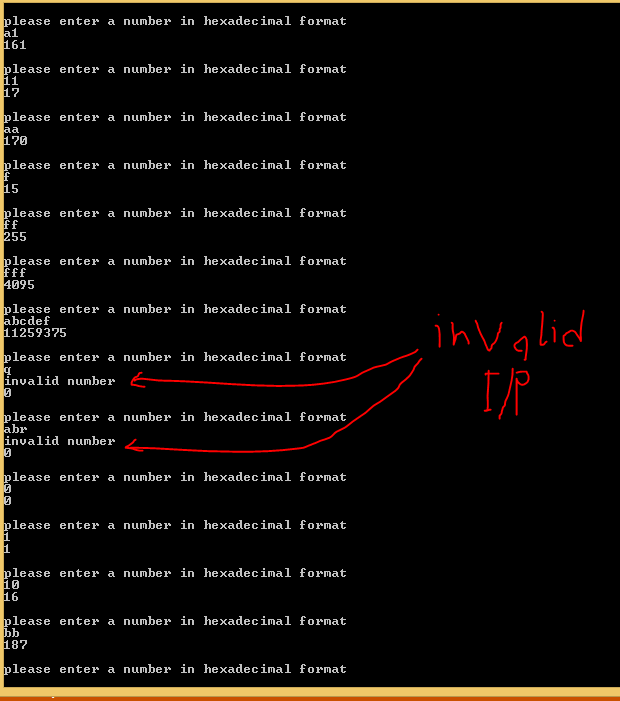 please enter a number in hexadecimal format
a1
161
please enter a number in hexadecimal format
11
17
please enter a number in hexadecimal format
aa
170
please enter a number in hexadecimal format
f
15
please enter a number in hexadecimal format
ff
255
please enter a number in hexadecimal format
fff
4095
please enter a number in hexadecimal format
abcdef
11259375
please enter a number in hexadecimal format
q
invalid number
0
please enter a number in hexadecimal format
abr
invalid number
0
please enter a number in hexadecimal format
0
0
please enter a number in hexadecimal format
1
1
please enter a number in hexadecimal format
10
16
please enter a number in hexadecimal format
bb
187
please enter a number in hexadecimal format
invalid
I/P